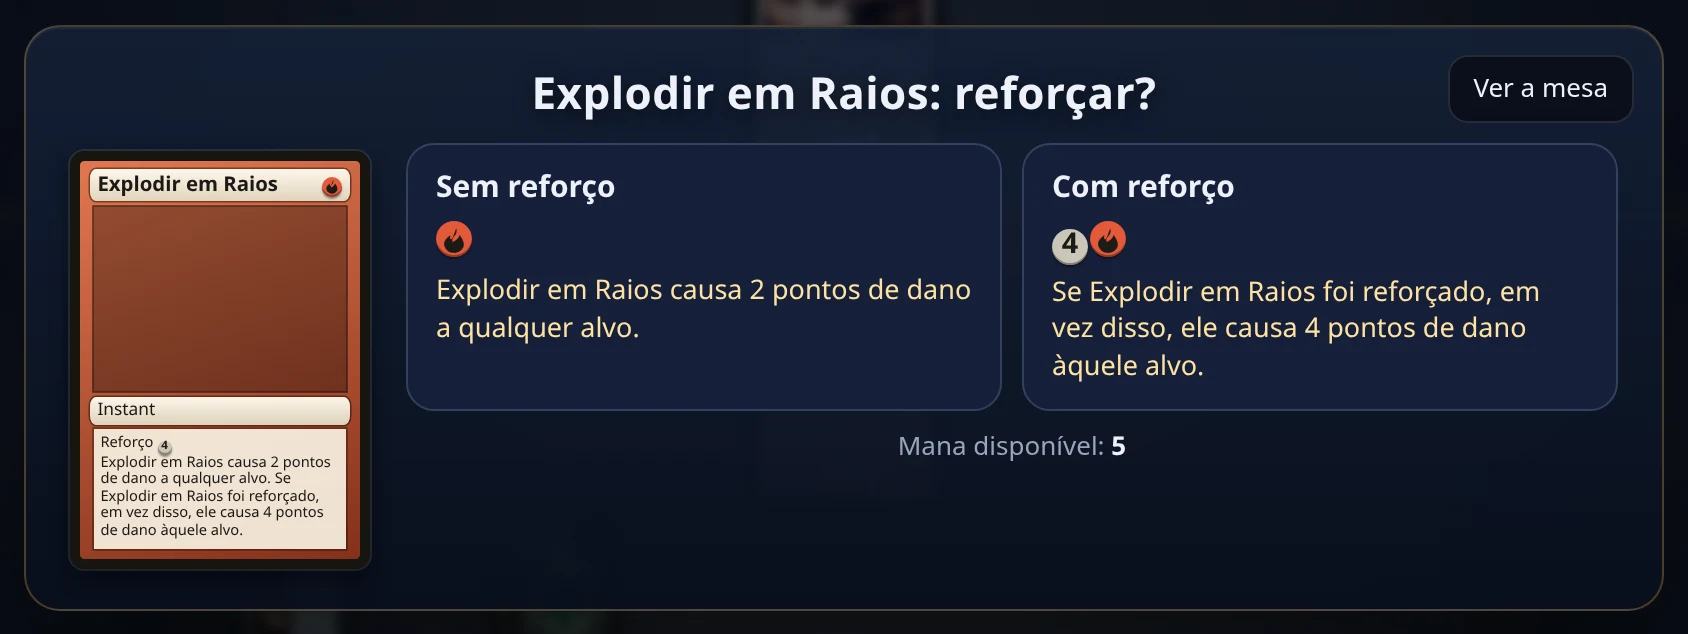 Explodir em Raios: reforçar?
Ver a mesa
Explodir em Raios
Instant
Reforço 4
Explodir em Raios causa 2 pontos
de dano a qualquer alvo. Se
Explodir em Raios foi reforçado,
em vez disso, ele causa 4 pontos
de dano àquele alvo.
Sem reforço
Explodir em Raios causa 2 pontos de dano
a qualquer alvo.
Com reforço
4
Se Explodir em Raios foi reforçado, em
vez disso, ele causa 4 pontos de dano
àquele alvo.
Mana disponível: 5